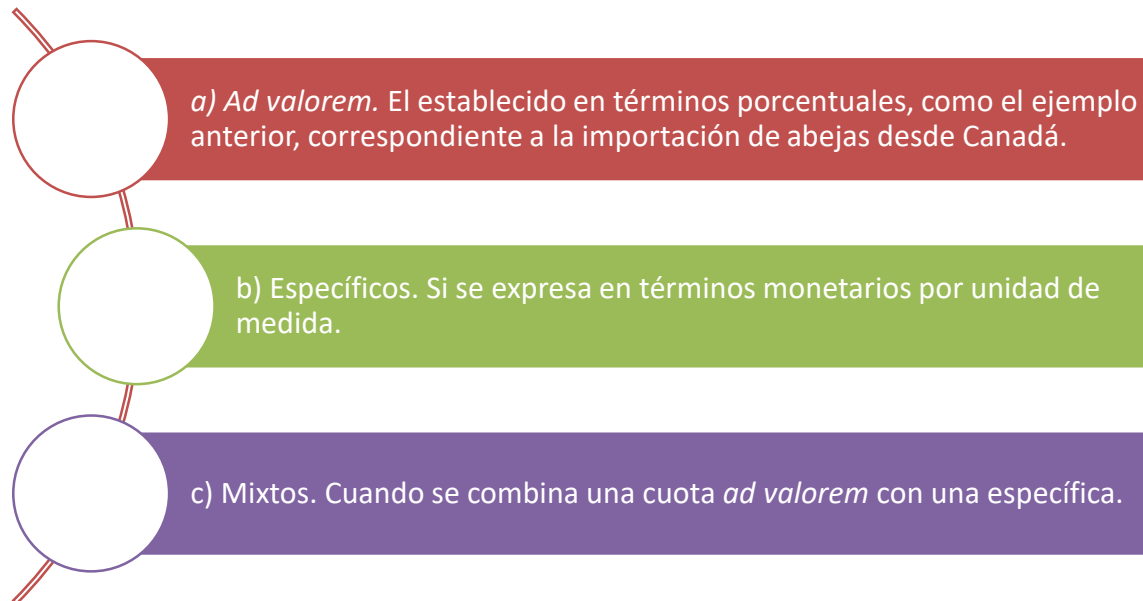 a) Ad valorem. El establecido en términos porcentuales, como el ejemplo
anterior, correspondiente a la importación de abejas desde Canadá.
b) Específicos. Si se expresa en términos monetarios por unidad de
medida.
c) Mixtos. Cuando se combina una cuota ad valorem con una específica.